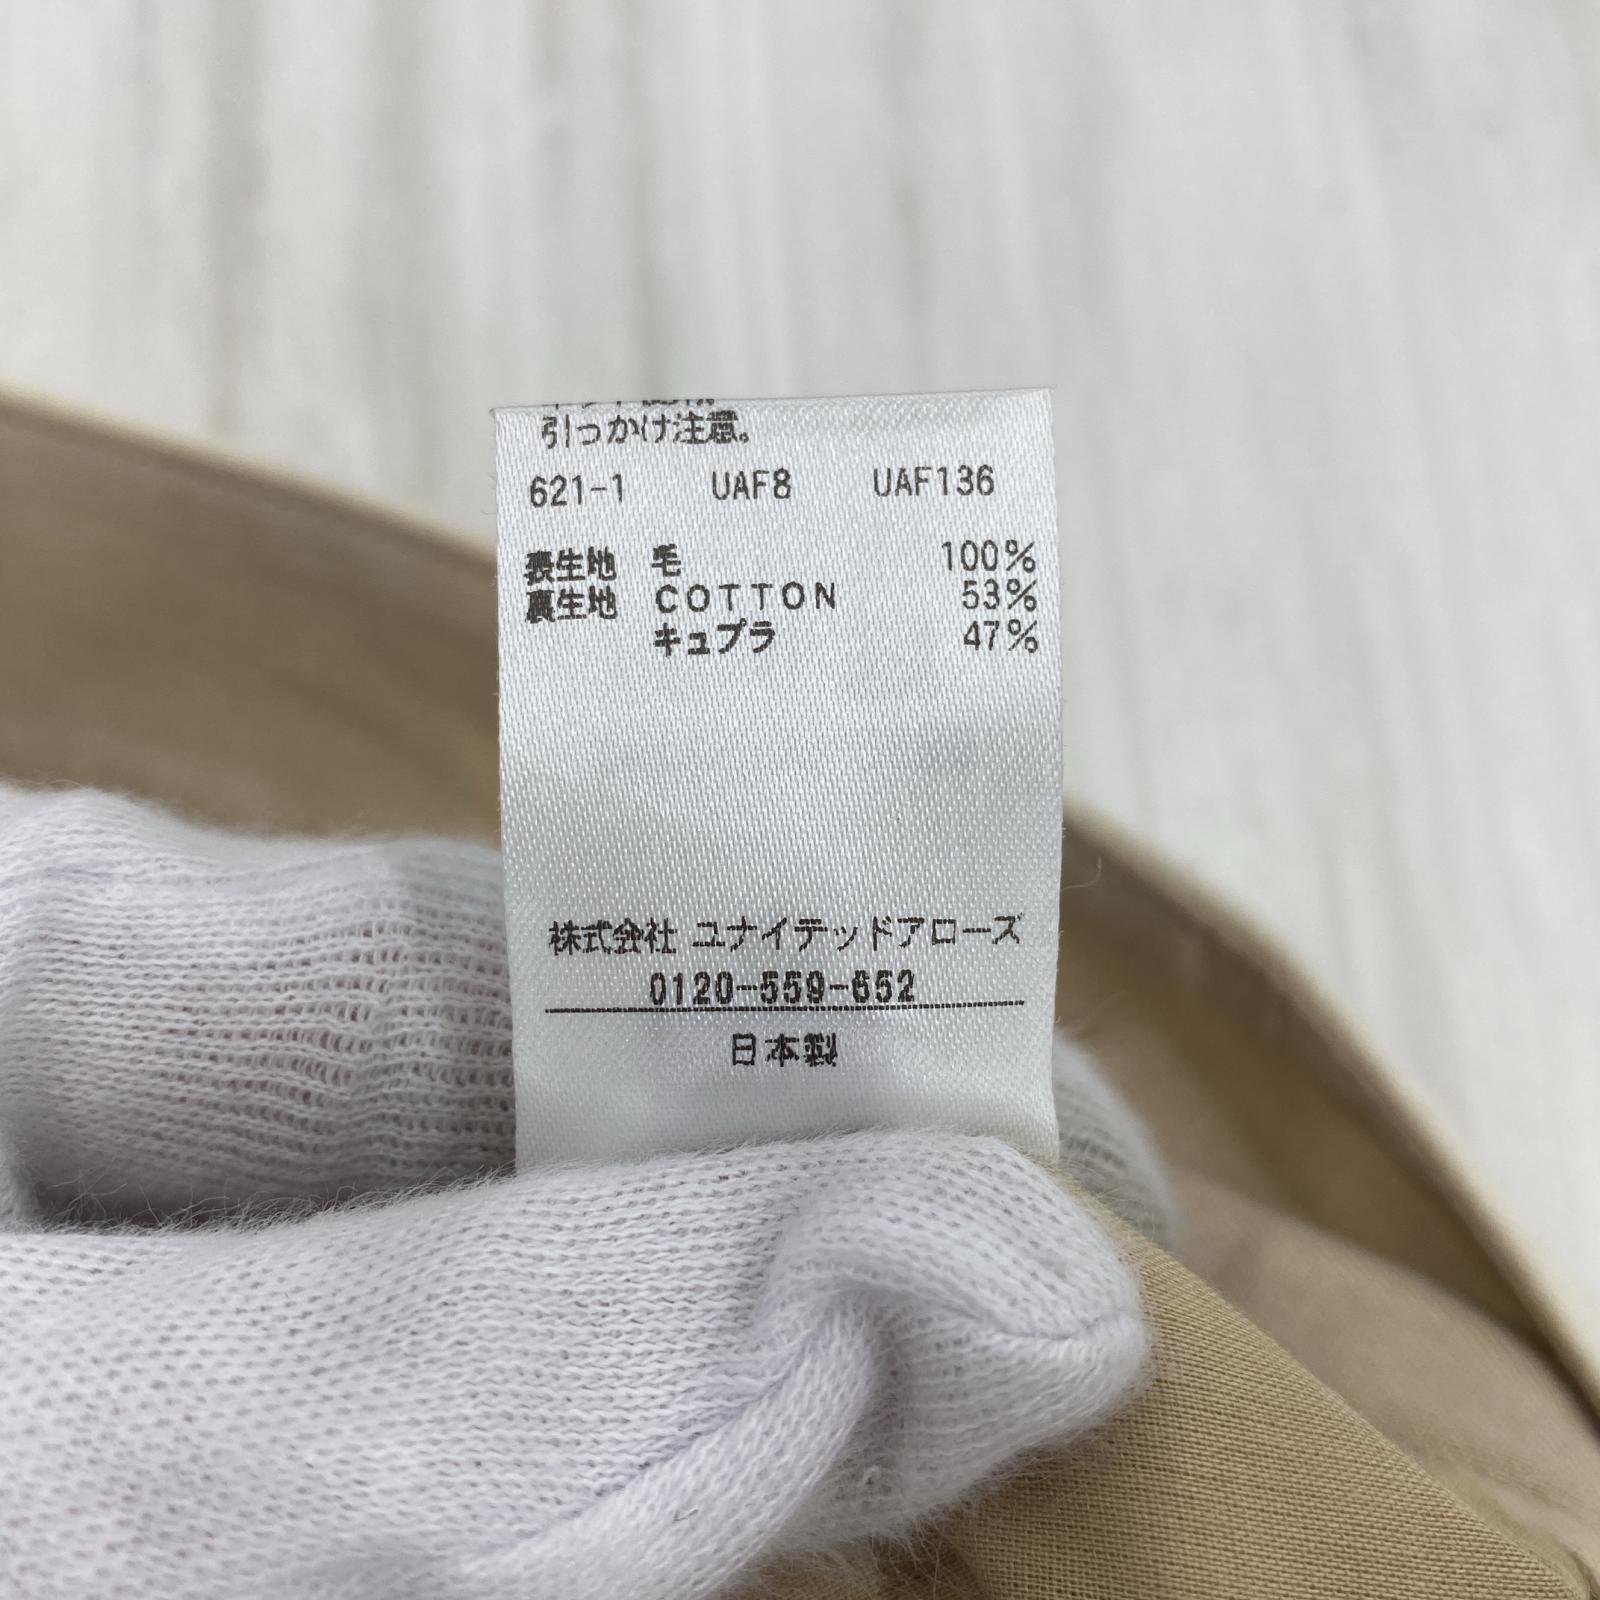 引っかけ注意。
621-1 UAF8 UAF136
表生地 毛 100%
裏生地 COTTON 53%
キュプラ 47%
株式会社 ユナイテッドアローズ
0120-559-652
日本製